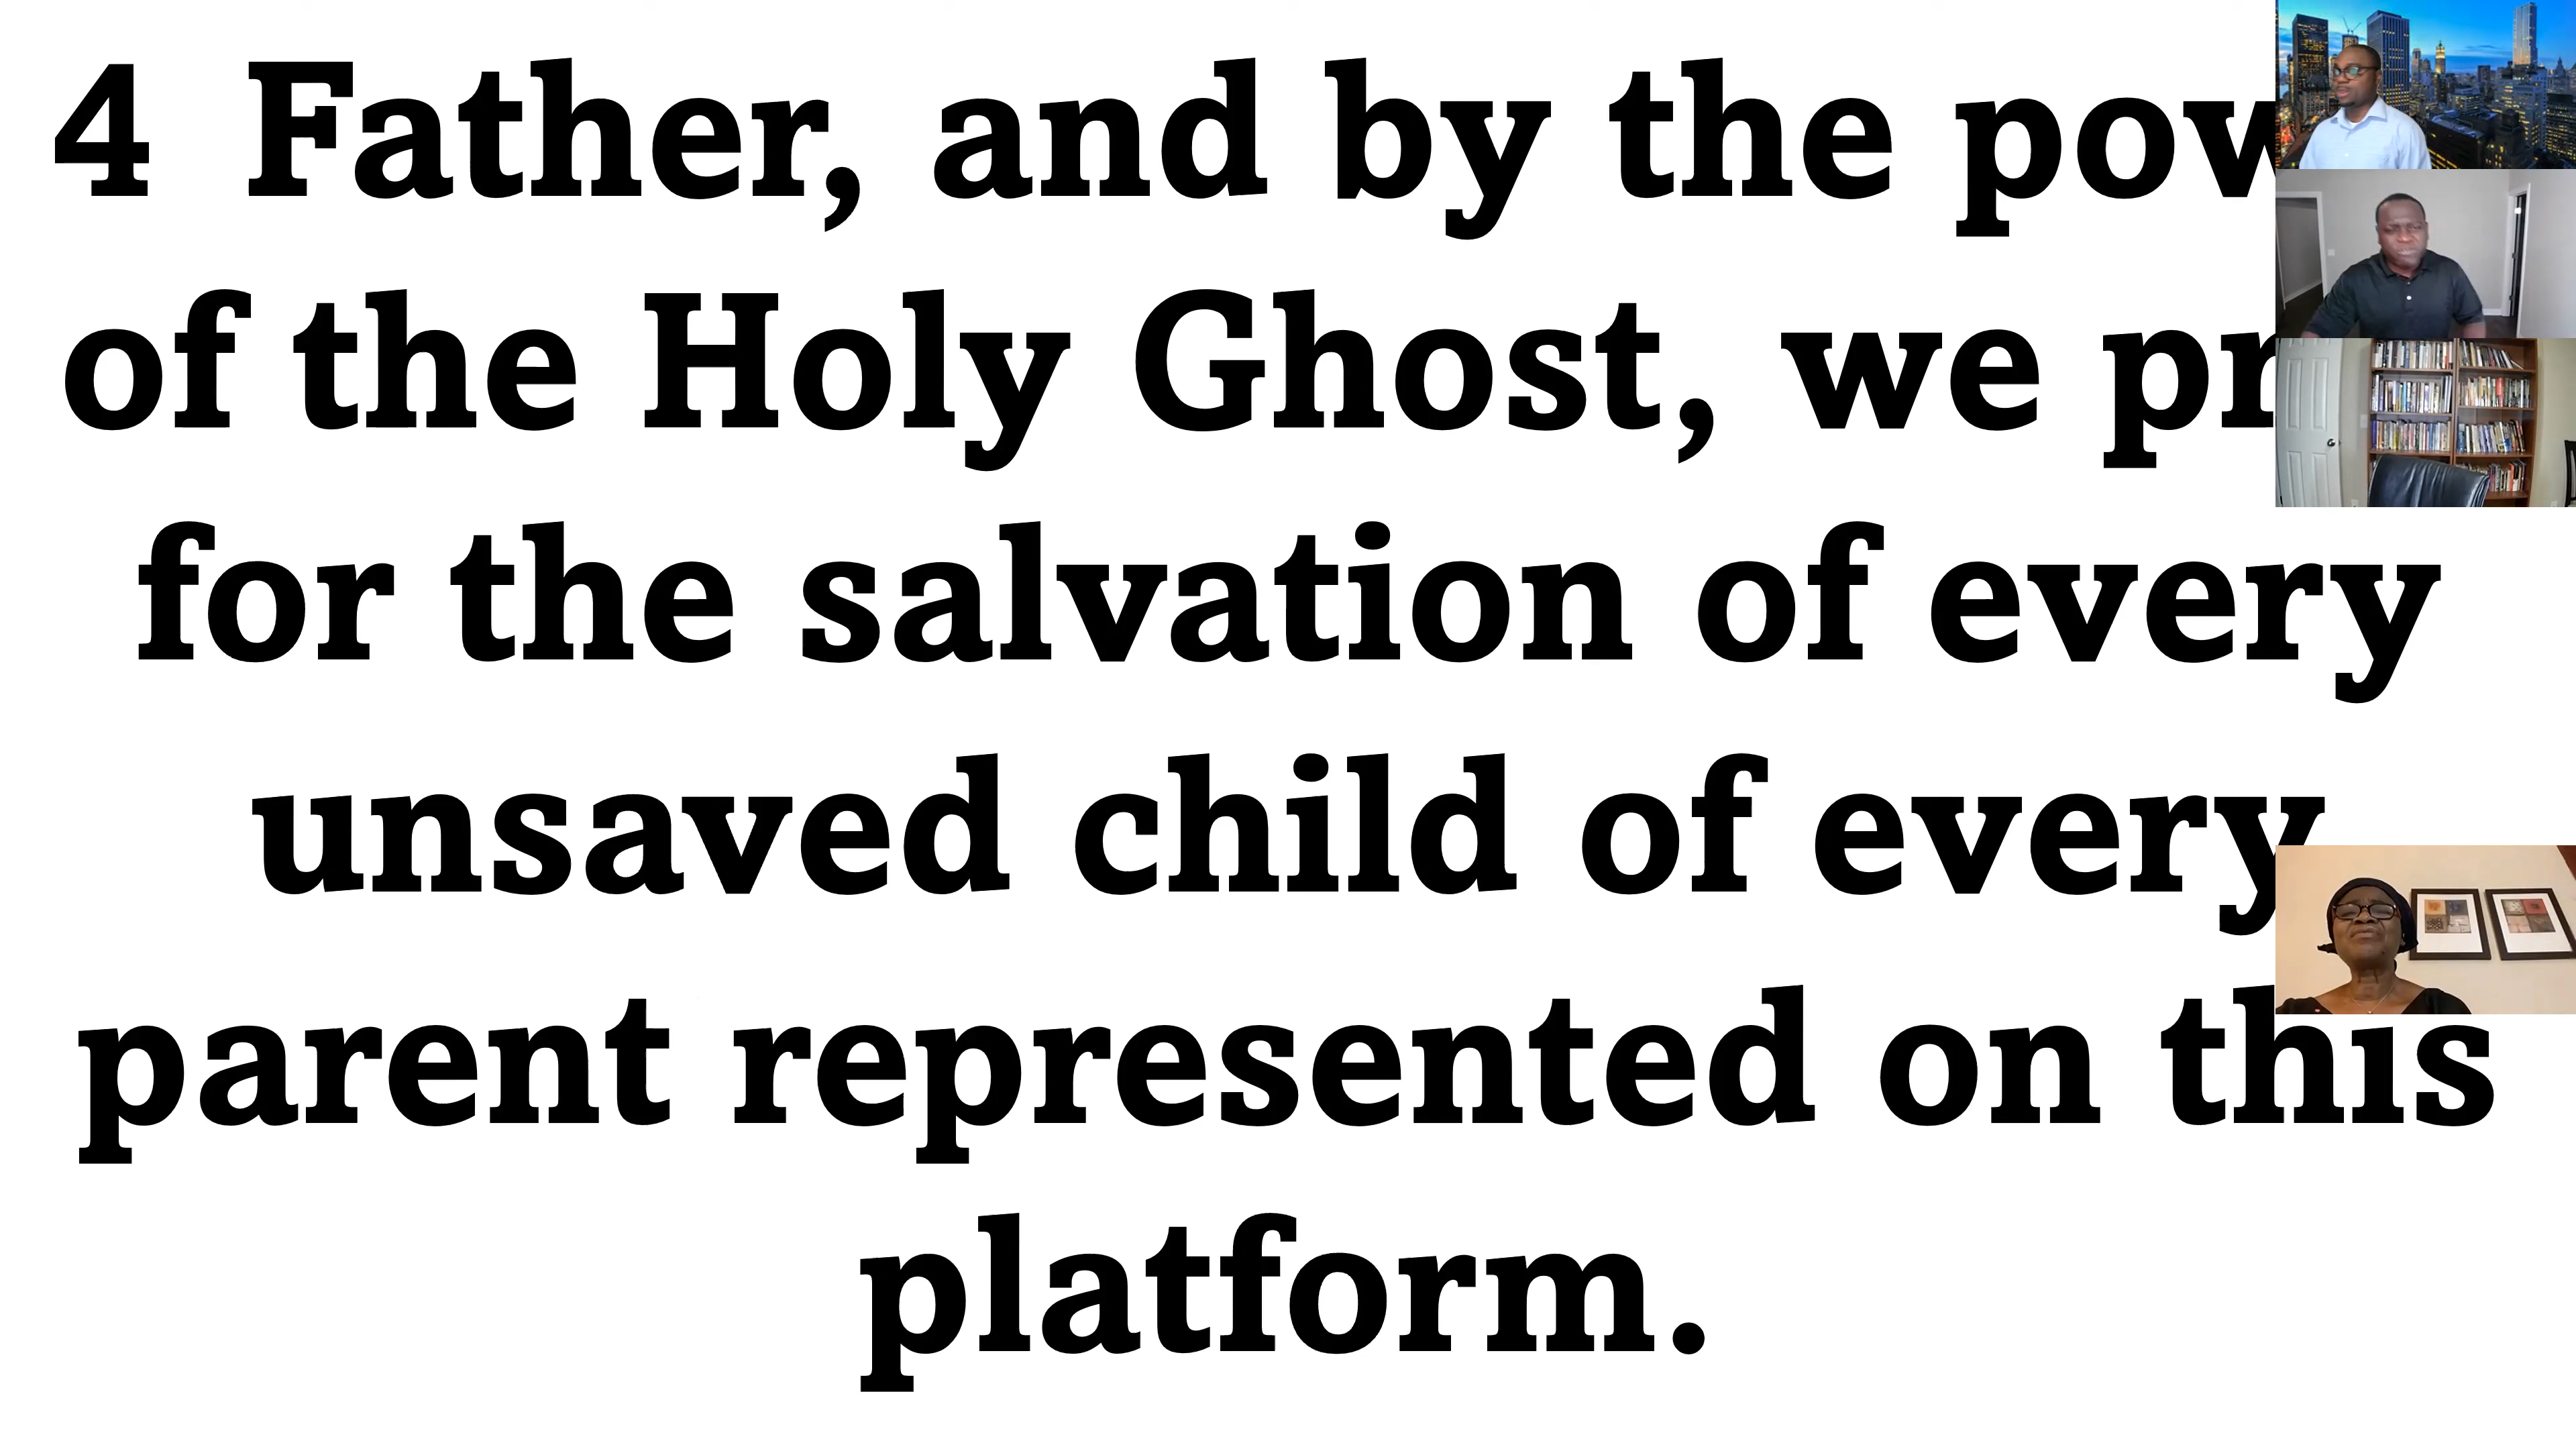 4 Father, and by the pow
of the Holy Ghost, we pr
for the salvation of every
unsaved child of every
parent represented on this
platform.